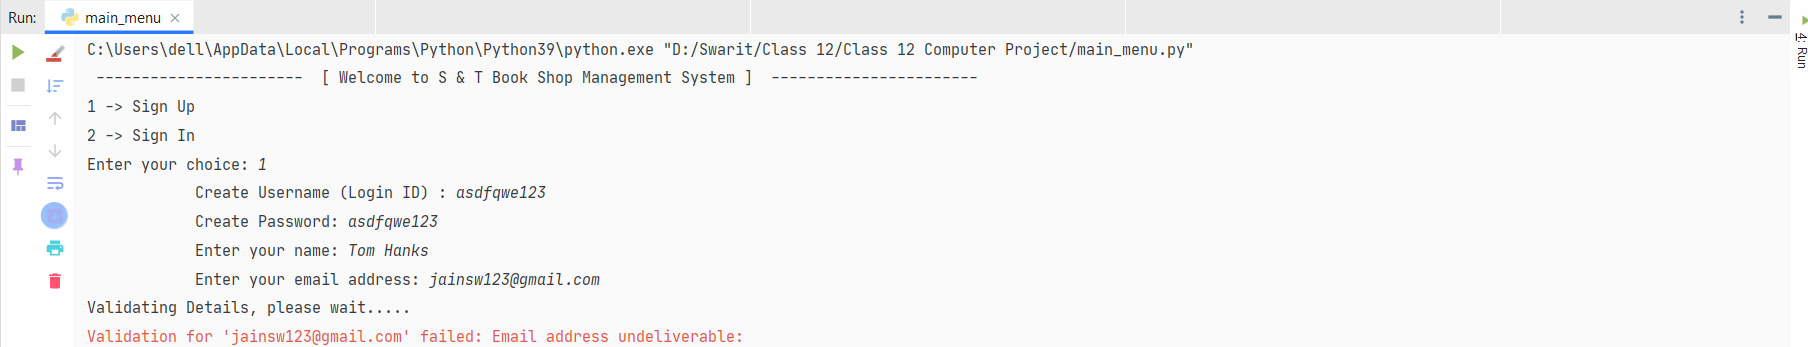 Run: main_menu
C:\Users\dell\AppData\Local\Programs\Python\Python39\python.exe "D:/Swarit/Class 12/Class 12 Computer Project/main_menu.py"
----------------------- [ Welcome to S & T Book Shop Management System ] -----------------------
1 -> Sign Up
2 -> Sign In
Enter your choice: 1
Create Username (Login ID) : asdfqwe123
Create Password: asdfqwe123
Enter your name: Tom Hanks
Enter your email address: jainsw123@gmail.com
Validating Details, please wait.....
Validation for 'jainsw123@gmail.com' failed: Email address undeliverable:
4: Run